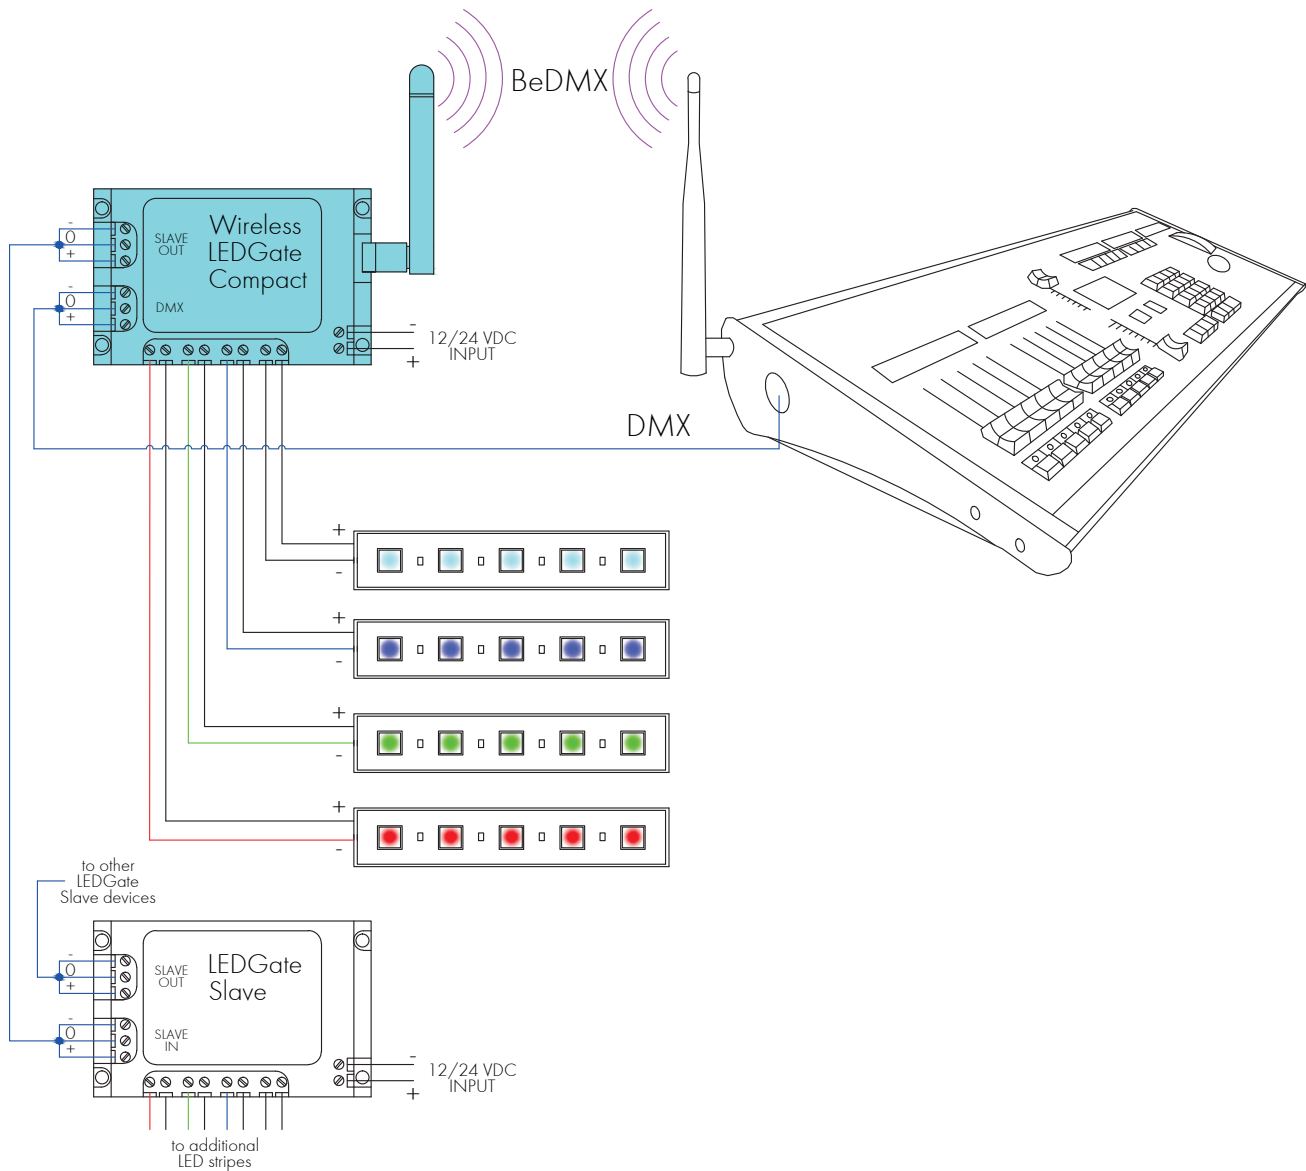 BeDMX
Wireless
LEDGate
Compact
-
0
+
SLAVE
OUT
-
0
+
DMX
-
12/24 VDC
INPUT
+
DMX
+
-
+
-
+
-
+
-
to other
LEDGate
Slave devices
LEDGate
Slave
-
0
+
SLAVE
OUT
-
0
+
SLAVE
IN
-
12/24 VDC
INPUT
+
to additional
LED stripes